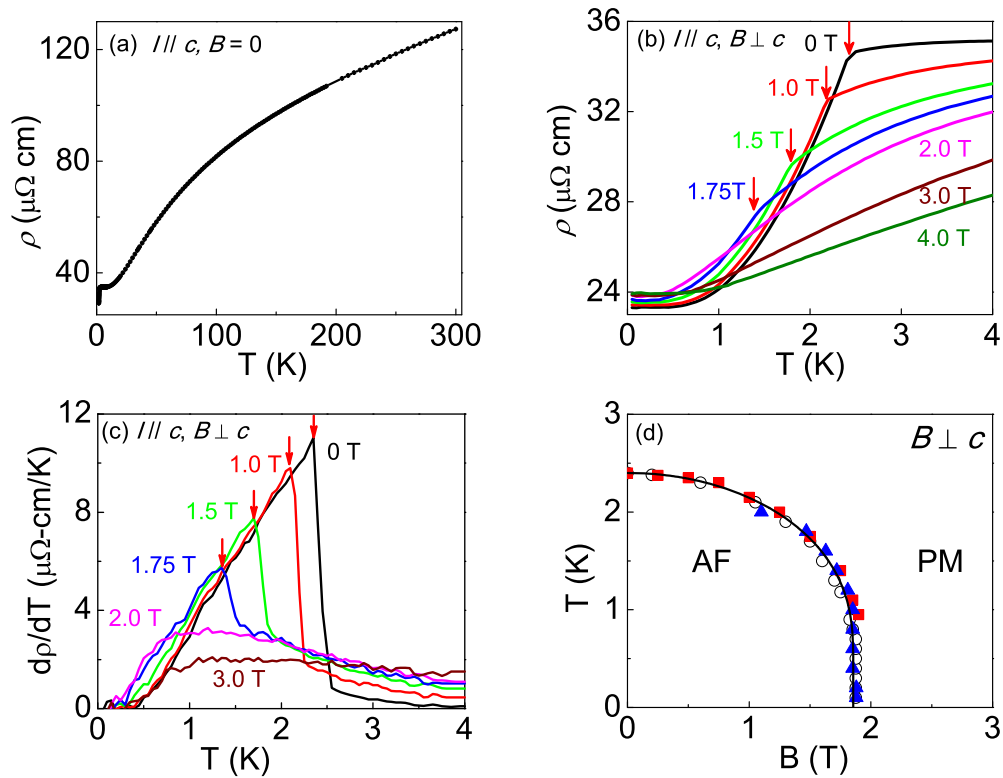 (a) I // c, B = 0
120
80
40
ρ (μΩ cm)
0 100 200 300
T (K)
(b) I // c, B ⊥ c
0 T
1.0 T
1.5 T
1.75T
2.0 T
3.0 T
4.0 T
36
32
28
24
ρ (μΩ cm)
0 1 2 3 4
T (K)
(c) I // c, B ⊥ c
0 T
1.0 T
1.5 T
1.75 T
2.0 T
3.0 T
12
8
4
0
dρ/dT (μΩ-cm/K)
0 1 2 3 4
T (K)
(d) B ⊥ c
AF PM
3
2
1
0
T (K)
0 1 2 3
B (T)